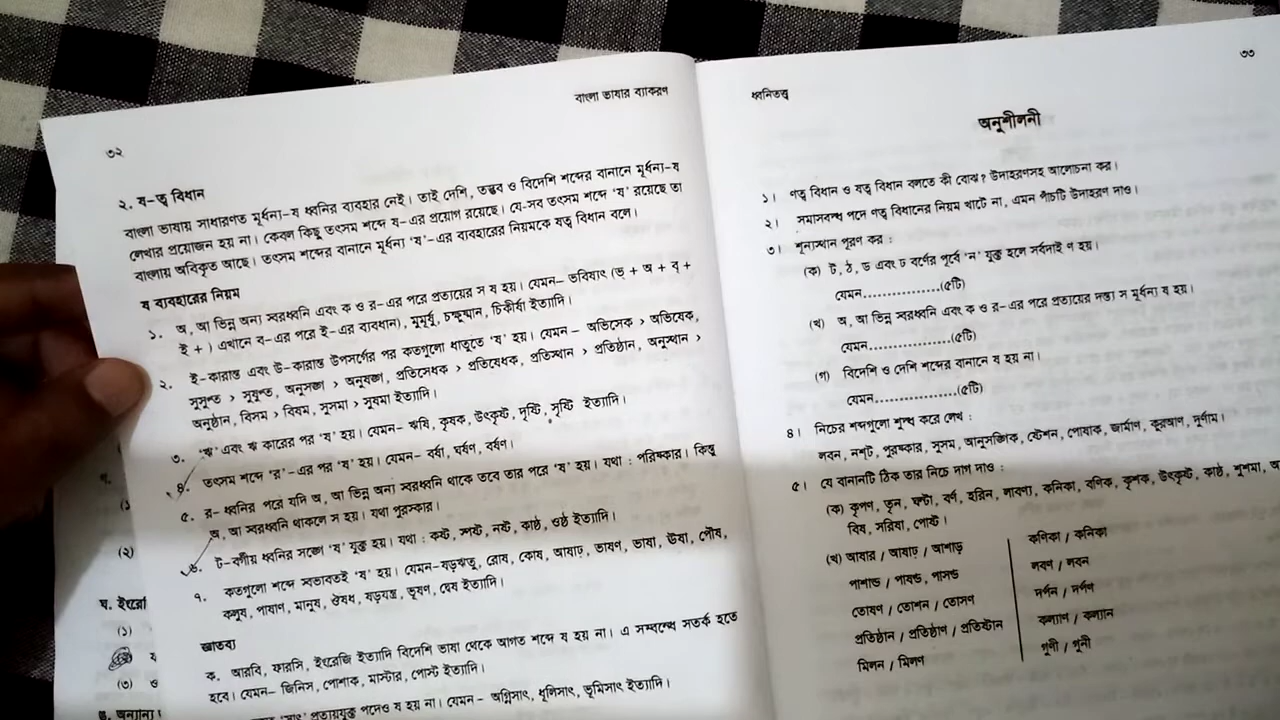 ৩২
বাংলা ভাষার ব্যাকরণ
২. ষ-ত্ব বিধান
বাংলা ভাষায় সাধারণত মূর্ধন্য-ষ ধ্বনির ব্যবহার নেই। তাই দেশি, তদ্ভব ও বিদেশি শব্দের বানানে মূর্ধন্য-ষ
লেখার প্রয়োজন হয় না। কেবল কিছু তৎসম শব্দে ষ-এর প্রয়োগ রয়েছে। যে-সব তৎসম শব্দে 'ষ' রয়েছে তা
বাংলায় অবিকৃত আছে। তৎসম শব্দের বানানে মূর্ধন্য 'ষ'-এর ব্যবহারের নিয়মকে ষত্ব বিধান বলে।
ষ ব্যবহারের নিয়ম
১. অ, আ ভিন্ন অন্য স্বরধ্বনি এবং ক ও র-এর পরে প্রত্যয়ের স ষ হয়। যেমন- ভবিষ্যৎ (ভ্ + অ + ব্ +
ই + ) এখানে ব-এর পরে ই-এর ব্যবধান), মুমূর্ষু, চক্ষুষ্মান, চিকীর্ষা ইত্যাদি।
২. ই-কারান্ত এবং উ-কারান্ত উপসর্গের পর কতগুলো ধাতুতে 'ষ' হয়। যেমন- অভিসেক > অভিষেক,
সুসুপ্ত > সুষুপ্ত, অনুসঙ্গ > অনুষঙ্গ, প্রতিসেধক > প্রতিষেধক, প্রতিস্থান > প্রতিষ্ঠান, অনুস্থান >
অনুষ্ঠান, বিসম > বিষম, সুসমা > সুষমা ইত্যাদি।
৩. 'ঋ' এবং ঋ কারের পর 'ষ' হয়। যেমন- ঋষি, কৃষক, উৎকৃষ্ট, দৃষ্টি, সৃষ্টি ইত্যাদি।
৪. তৎসম শব্দে 'র'-এর পর 'ষ' হয়। যেমন- বর্ষা, ঘর্ষণ, বর্ষণ।
৫. র- ধ্বনির পরে যদি অ, আ ভিন্ন অন্য স্বরধ্বনি থাকে তবে তার পরে 'ষ' হয়। যথা : পরিষ্কার। কিন্তু
অ, আ স্বরধ্বনি থাকলে স হয়। যথা পুরস্কার।
৬. ট-বর্গীয় ধ্বনির সঙ্গে 'ষ' যুক্ত হয়। যথা : কষ্ট, স্পষ্ট, নষ্ট, কাষ্ঠ, ওষ্ঠ ইত্যাদি।
৭. কতগুলো শব্দে স্বভাবতই 'ষ' হয়। যেমন-ষড়ঋতু, রোষ, কোষ, আষাঢ়, ভাষণ, ভাষা, ঊষা, পৌষ,
কলুষ, পাষাণ, মানুষ, ঔষধ, ষড়যন্ত্র, ভূষণ, দ্বেষ ইত্যাদি।
জ্ঞাতব্য
ক. আরবি, ফারসি, ইংরেজি ইত্যাদি বিদেশি ভাষা থেকে আগত শব্দে ষ হয় না। এ সম্বন্ধে সতর্ক হতে
হবে। যেমন- জিনিস, পোশাক, মাস্টার, পোস্ট ইত্যাদি।
প্রত্যয়যুক্ত পদেও ষ হয় না। যেমন- অগ্নিসাৎ, ধূলিসাৎ, ভূমিসাৎ ইত্যাদি।
(২)
ঘ. ইংরেজি
(১)
(৩)
ধ্বনিতত্ত্ব
৩৩
অনুশীলনী
১। ণত্ব বিধান ও ষত্ব বিধান বলতে কী বোঝ? উদাহরণসহ আলোচনা কর।
২। সমাসবদ্ধ পদে ণত্ব বিধানের নিয়ম খাটে না, এমন পাঁচটি উদাহরণ দাও।
৩। শূন্যস্থান পূরণ কর :
(ক) ট, ঠ, ড এবং ঢ বর্ণের পূর্বে 'ন' যুক্ত হলে সর্বদাই ণ হয়।
যেমন................(৫টি)
(খ) অ, আ ভিন্ন স্বরধ্বনি এবং ক ও র-এর পরে প্রত্যয়ের দন্ত্য স মূর্ধন্য ষ হয়।
যেমন.................(৫টি)
(গ) বিদেশি ও দেশি শব্দের বানানে ষ হয় না।
যেমন.................(৫টি)
৪। নিচের শব্দগুলো শুদ্ধ করে লেখ :
লবন, নশ্ট, পুরষ্কার, সুসম, আনুসঙ্গিক, ষ্টেশন, পোষাক, জার্মাণ, কুরআণ, দুর্ণাম।
৫। যে বানানটি ঠিক তার নিচে দাগ দাও :
(ক) কৃপণ, তৃন, ঘন্টা, বর্ণ, হরিন, লাবণ্য, কনিকা, বণিক, কৃশক, উৎকৃষ্ট, কাষ্ঠ, শুশমা,
বিষ, সরিষা, পোস্ট।
(খ) আষার / আষাঢ় / আশাড় কণিকা / কনিকা
পাশান্ড / পাষন্ড, পাসন্ড লবণ / লবন
তোষণ / তোশন / তোসণ দর্পন / দর্পণ
প্রতিষ্ঠান / প্রতিষ্ঠাণ / প্রতিষ্টান কল্যাণ / কল্যান
মিলন / মিলণ গুণী / গুনী